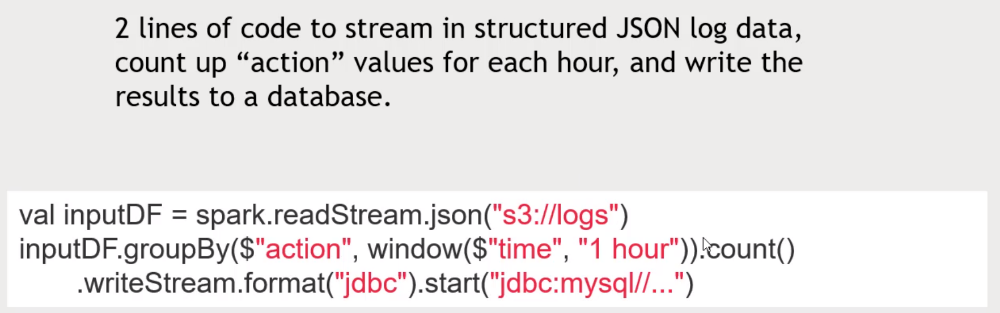 2 lines of code to stream in structured JSON log data,
count up “action” values for each hour, and write the
results to a database.
val inputDF = spark.readStream.json("s3://logs")
inputDF.groupBy($"action", window($"time", "1 hour")).count()
.writeStream.format("jdbc").start("jdbc:mysql//...")